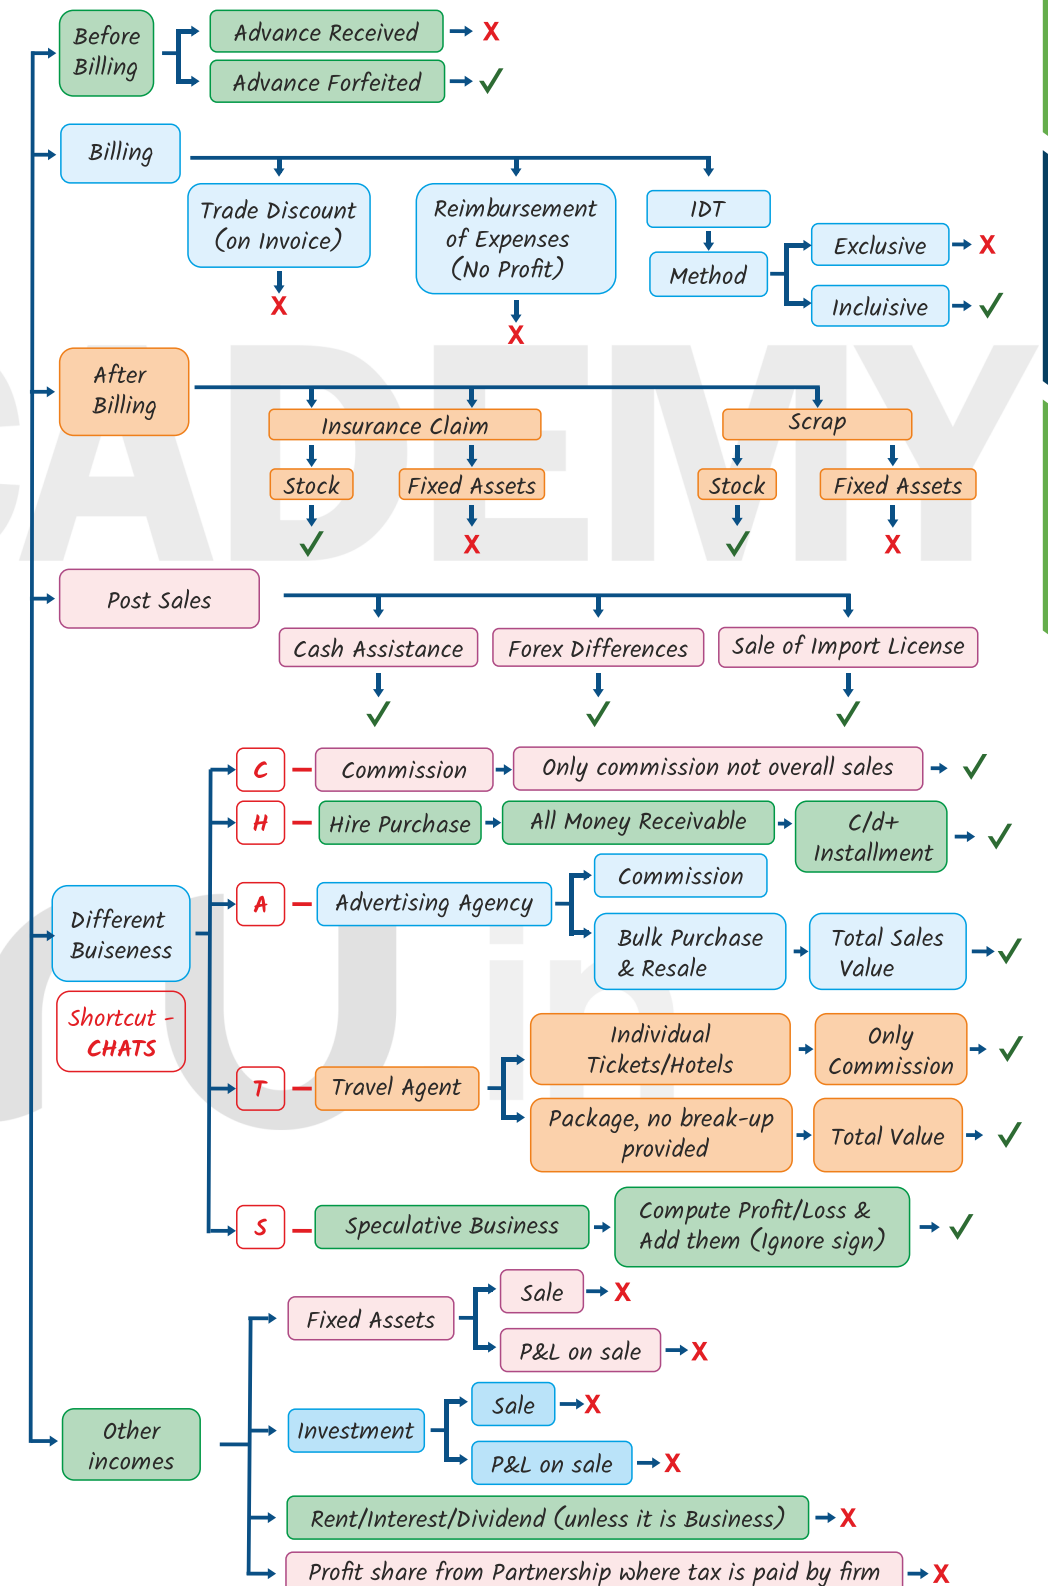 Before
Billing
Advance Received
X
Advance Forfeited
✓
Billing
Trade Discount
(on Invoice)
X
Reimbursement
of Expenses
(No Profit)
X
IDT
Method
Exclusive
X
Incluisive
✓
After
Billing
Insurance Claim
Scrap
Stock
Fixed Assets
Stock
Fixed Assets
✓
X
✓
X
Post Sales
Cash Assistance
Forex Differences
Sale of Import License
✓
✓
✓
Different
Buiseness
Shortcut -
CHATS
C
Commission
Only commission not overall sales
✓
H
Hire Purchase
All Money Receivable
C/d+
Installment
✓
A
Advertising Agency
Commission
Bulk Purchase
& Resale
Total Sales
Value
✓
T
Travel Agent
Individual
Tickets/Hotels
Only
Commission
✓
Package, no break-up
provided
Total Value
✓
S
Speculative Business
Compute Profit/Loss &
Add them (Ignore sign)
✓
Other
incomes
Fixed Assets
Sale
X
P&L on sale
X
Investment
Sale
X
P&L on sale
X
Rent/Interest/Dividend (unless it is Business)
X
Profit share from Partnership where tax is paid by firm
X
CADEMY
in